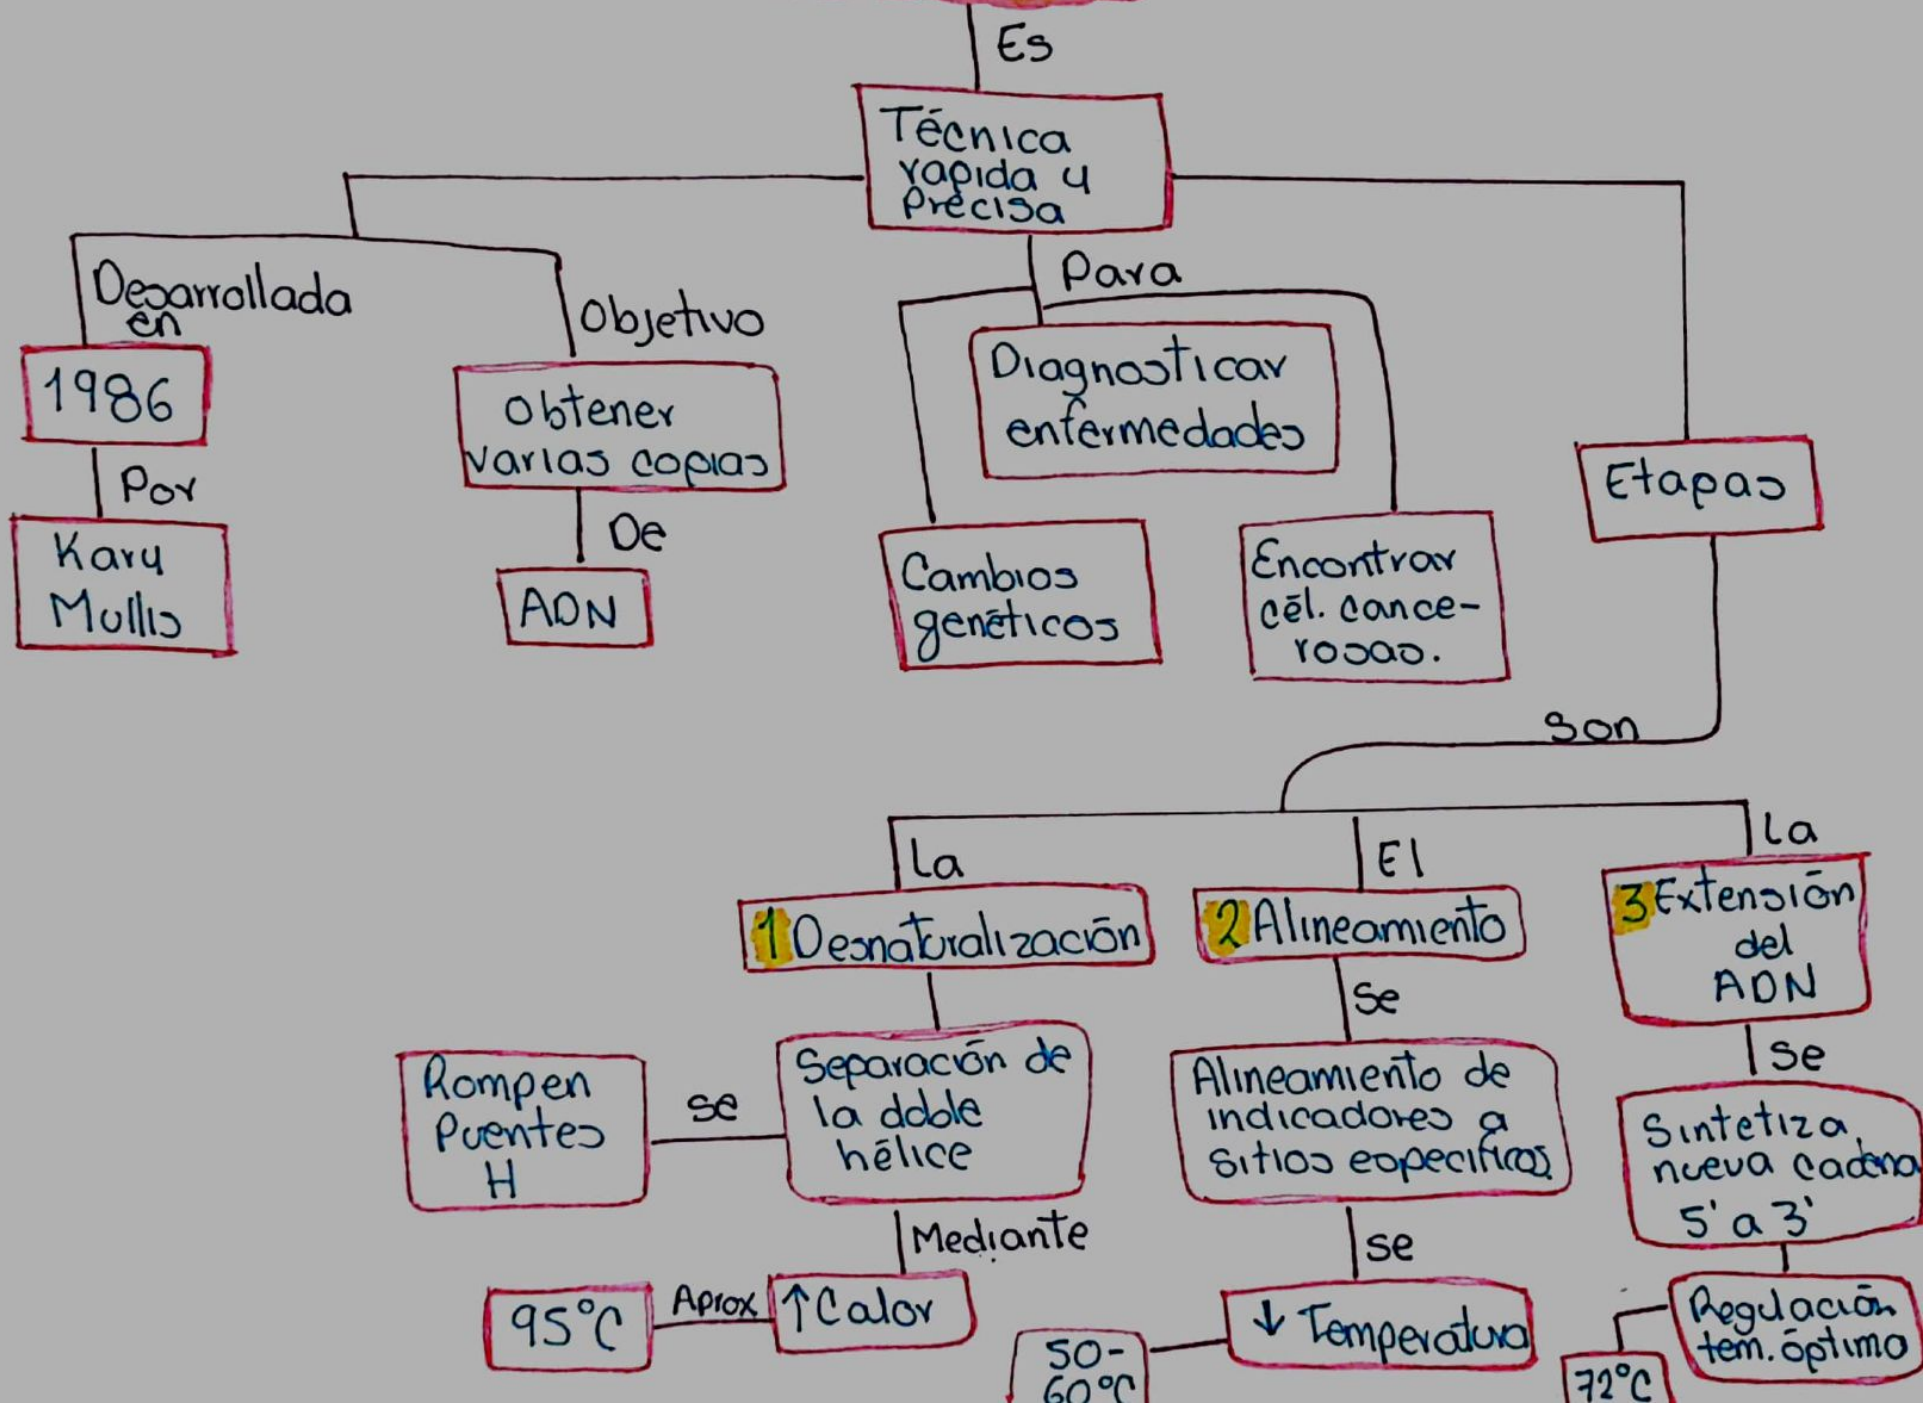 Es
Técnica
rapida y
Precisa
Desarrollada
en
1986
Por
Kary
Mullis
Objetivo
Obtener
varias copias
De
ADN
Para
Diagnosticar
enfermedades
Cambios
genéticos
Encontrar
cél. cance-
rosas.
Etapas
Son
La
1 Desnaturalización
Separación de
la doble
hélice
Se
Rompen
Puentes
H
Mediante
↑ Calor
Aprox
95°C
El
2 Alineamiento
Se
Alineamiento de
indicadores a
sitios especificos
se
↓ Temperatura
50-
60°C
La
3 Extensión
del
ADN
Se
Sintetiza
nueva cadena
5' a 3'
Regulación
tem. óptimo
72°C